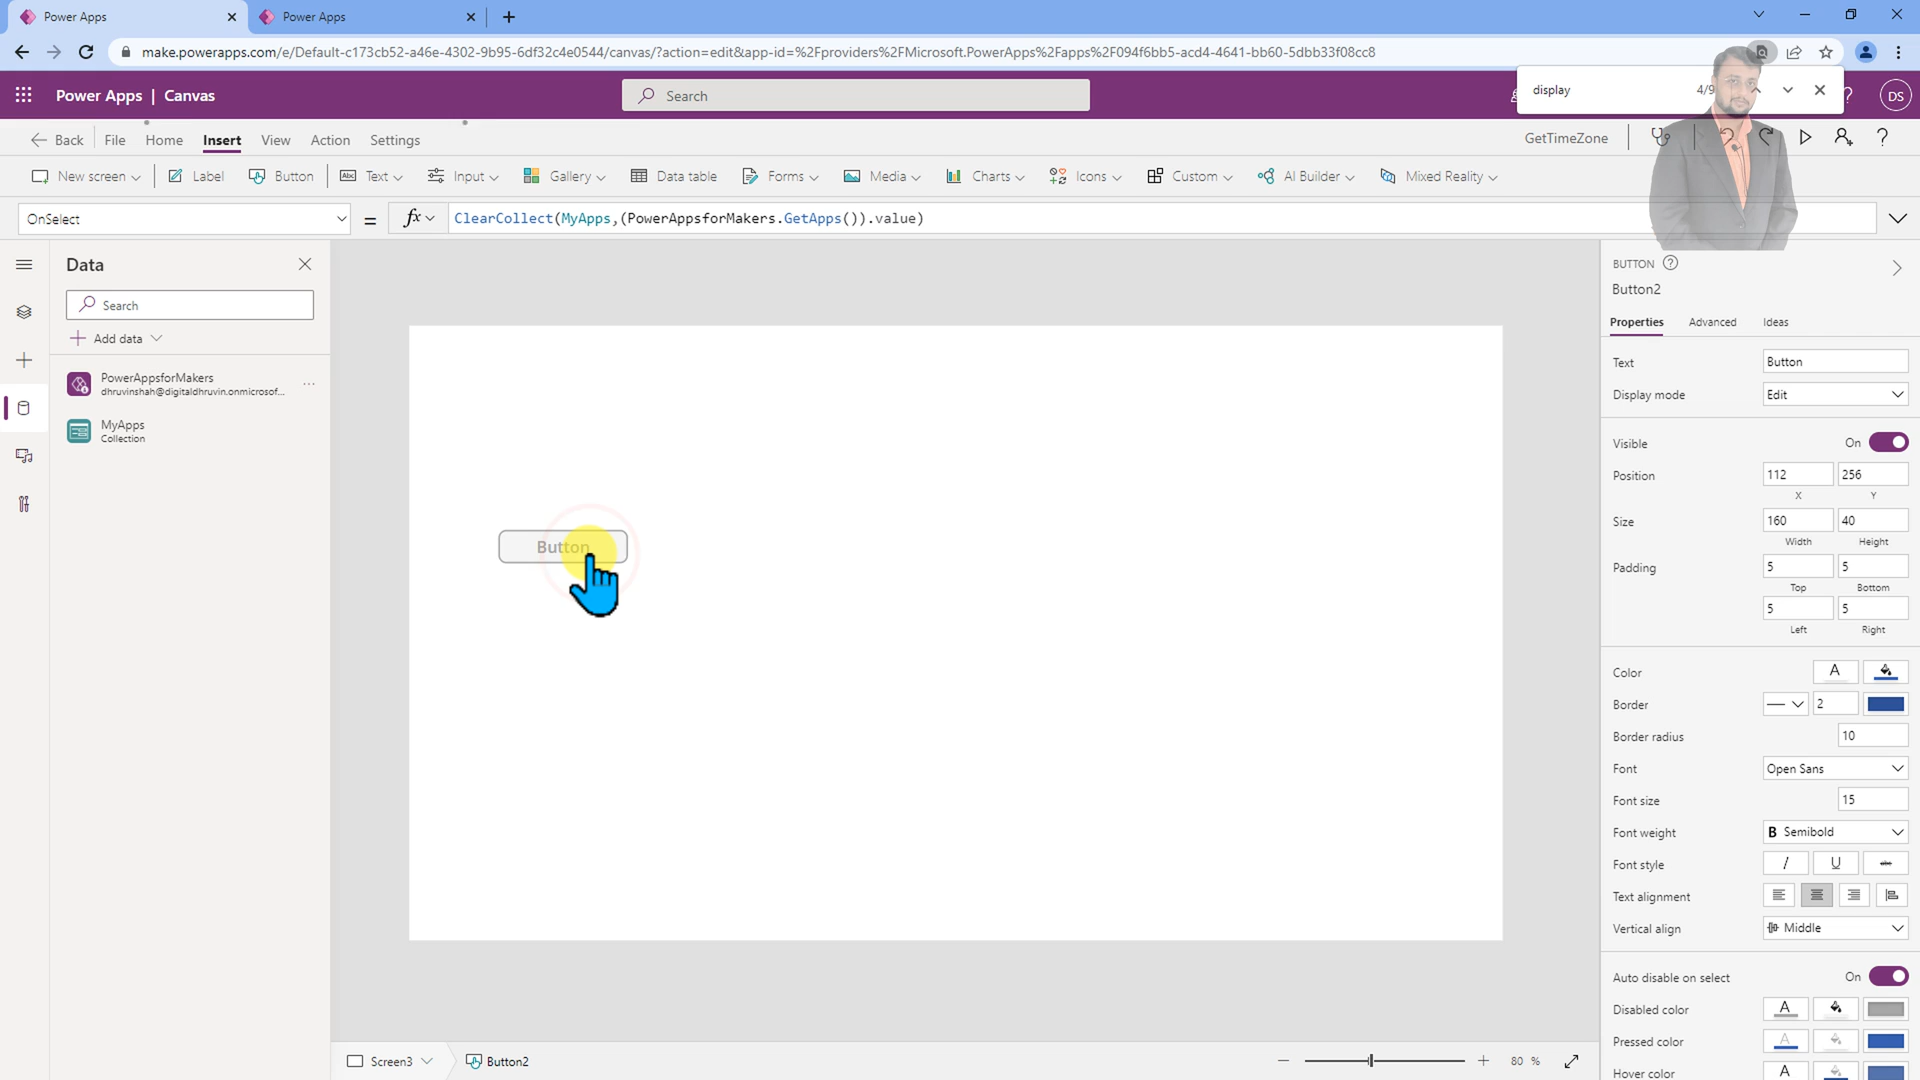 Power Apps
Power Apps
make.powerapps.com/e/Default-c173cb52-a46e-4302-9b95-6df32c4e0544/canvas/?action=edit&app-id=%2Fproviders%2FMicrosoft.PowerApps%2Fapps%2F094f6bb5-acd4-4641-bb60-5dbb33f08cc8
Power Apps | Canvas
Search
display
4/9
DS
Back
File
Home
Insert
View
Action
Settings
GetTimeZone
New screen
Label
Button
Text
Input
Gallery
Data table
Forms
Media
Charts
Icons
Custom
AI Builder
Mixed Reality
OnSelect
=
fx
ClearCollect(MyApps,(PowerAppsforMakers.GetApps()).value)
Data
Search
Add data
PowerAppsforMakers
dhruvinshah@digitaldhruvin.onmicrosof...
MyApps
Collection
Button
BUTTON
Button2
Properties
Advanced
Ideas
Text
Button
Display mode
Edit
Visible
On
Position
112
256
X
Y
Size
160
40
Width
Height
Padding
5
5
Top
Bottom
5
5
Left
Right
Color
Border
2
Border radius
10
Font
Open Sans
Font size
15
Font weight
B Semibold
Font style
Text alignment
Vertical align
Middle
Auto disable on select
On
Disabled color
Pressed color
Hover color
Screen3
Button2
80 %